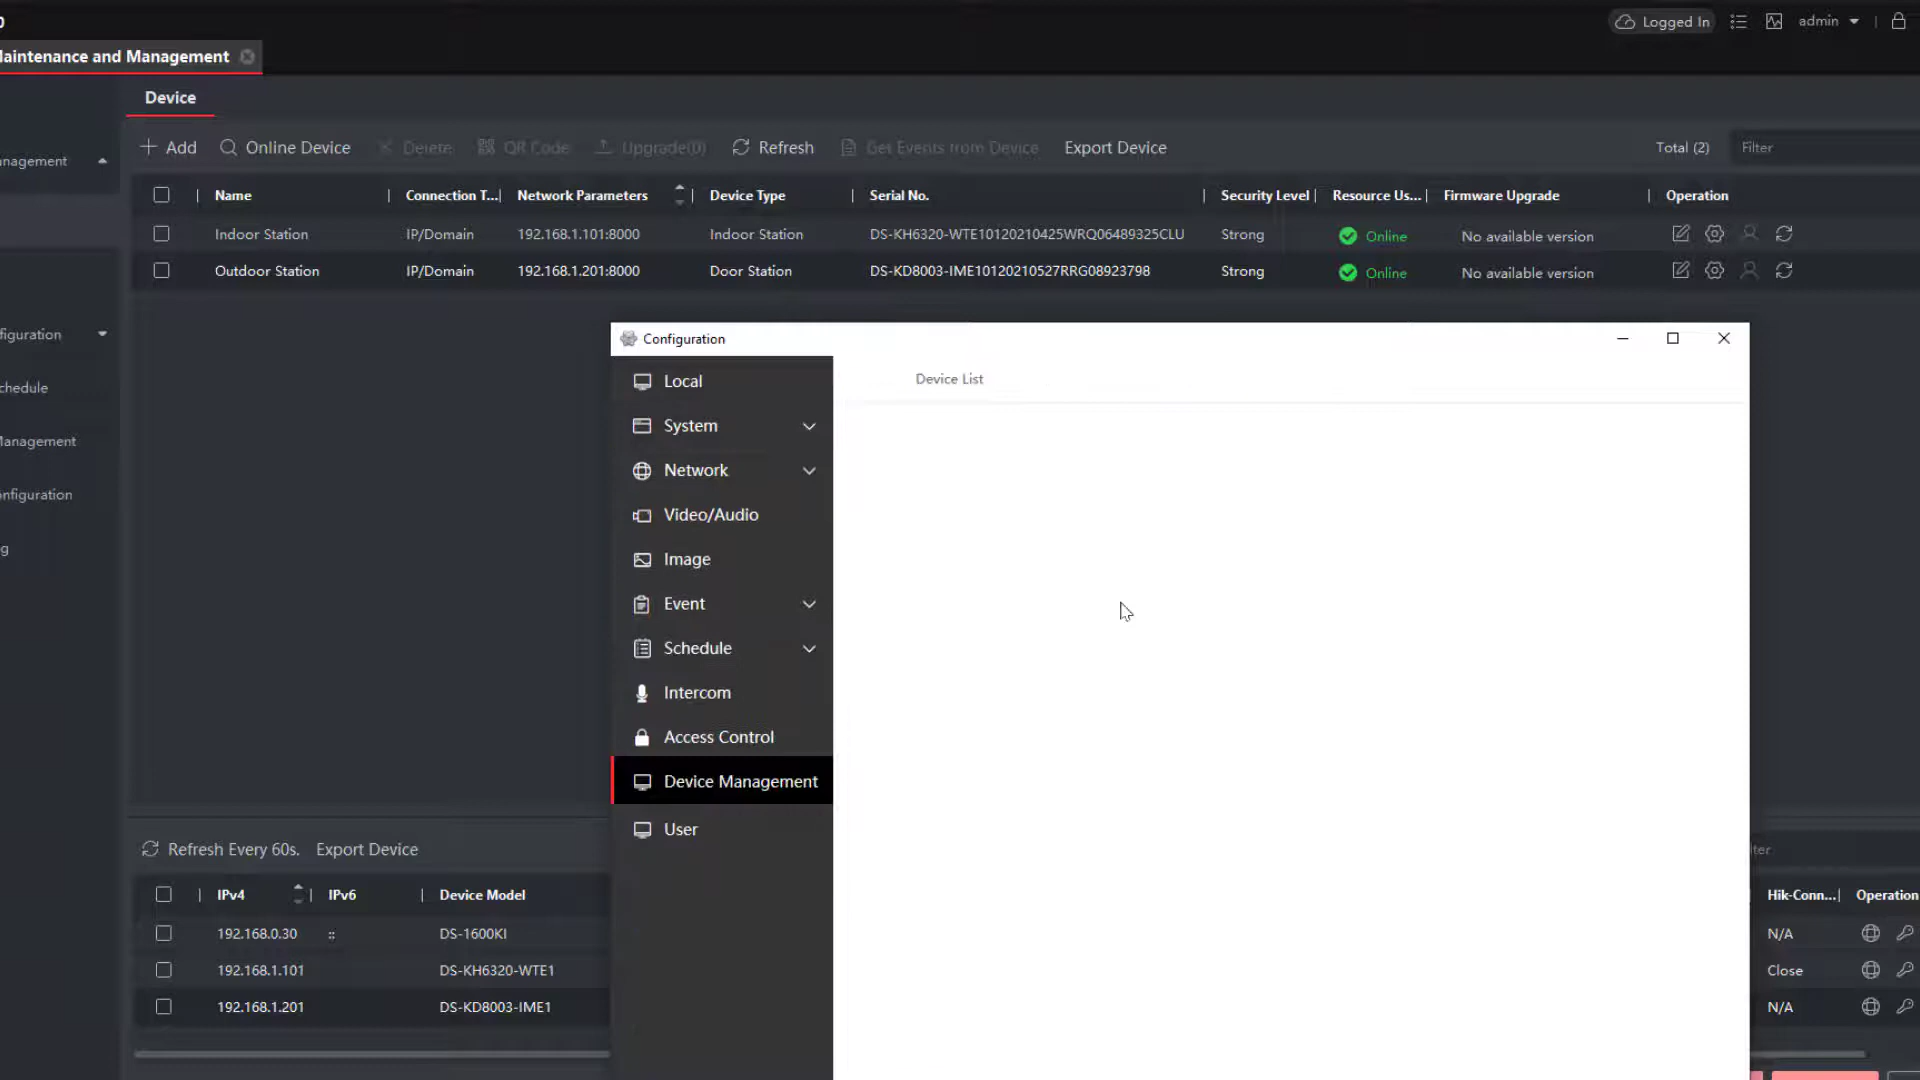 Logged In admin
aintenance and Management
Device
Add Online Device Delete QR Code Upgrade(0) Refresh Get Events from Device Export Device Total (2) Filter
Name Connection T... Network Parameters Device Type Serial No. Security Level Resource Us... Firmware Upgrade Operation
Indoor Station IP/Domain 192.168.1.101:8000 Indoor Station DS-KH6320-WTE10120210425WRQ06489325CLU Strong Online No available version
Outdoor Station IP/Domain 192.168.1.201:8000 Door Station DS-KD8003-IME10120210527RRG08923798 Strong Online No available version
nagement
figuration
chedule
Management
onfiguration
g
Configuration
Device List
Local
System
Network
Video/Audio
Image
Event
Schedule
Intercom
Access Control
Device Management
User
Refresh Every 60s. Export Device lter
IPv4 IPv6 Device Model Hik-Conn... Operation
192.168.0.30 :: DS-1600KI N/A
192.168.1.101 DS-KH6320-WTE1 Close
192.168.1.201 DS-KD8003-IME1 N/A